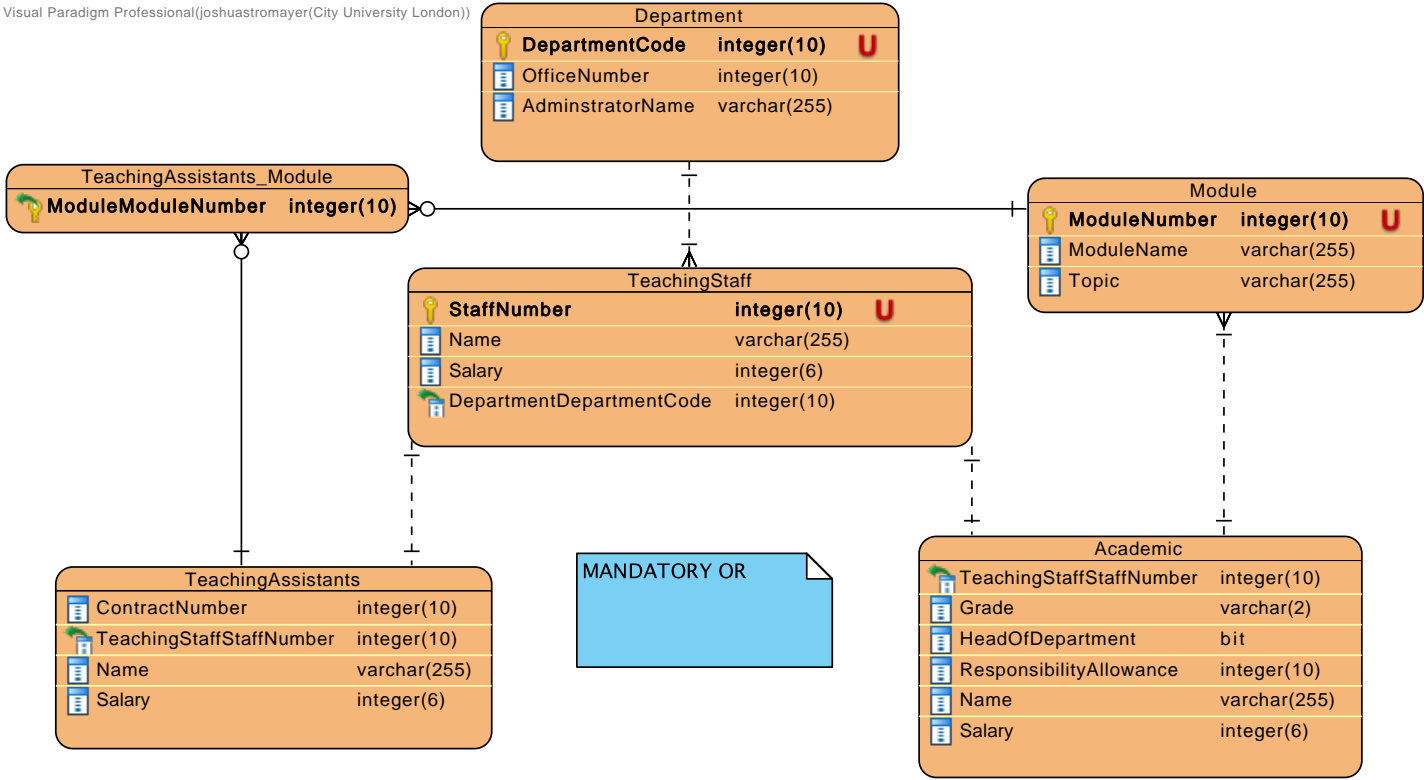 Visual Paradigm Professional(joshuastromayer(City University London))
Department
DepartmentCode integer(10) U
OfficeNumber integer(10)
AdminstratorName varchar(255)
TeachingAssistants_Module
ModuleModuleNumber integer(10)
Module
ModuleNumber integer(10) U
ModuleName varchar(255)
Topic varchar(255)
TeachingStaff
StaffNumber integer(10) U
Name varchar(255)
Salary integer(6)
DepartmentDepartmentCode integer(10)
TeachingAssistants
ContractNumber integer(10)
TeachingStaffStaffNumber integer(10)
Name varchar(255)
Salary integer(6)
MANDATORY OR
Academic
TeachingStaffStaffNumber integer(10)
Grade varchar(2)
HeadOfDepartment bit
ResponsibilityAllowance integer(10)
Name varchar(255)
Salary integer(6)